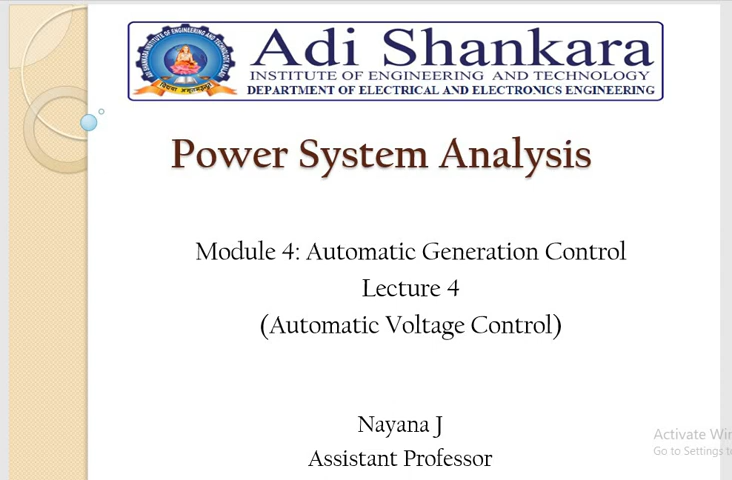 Adi Shankara
INSTITUTE OF ENGINEERING AND TECHNOLOGY
DEPARTMENT OF ELECTRICAL AND ELECTRONICS ENGINEERING
Power System Analysis
Module 4: Automatic Generation Control
Lecture 4
(Automatic Voltage Control)
Nayana J
Assistant Professor
Activate Win
Go to Settings t